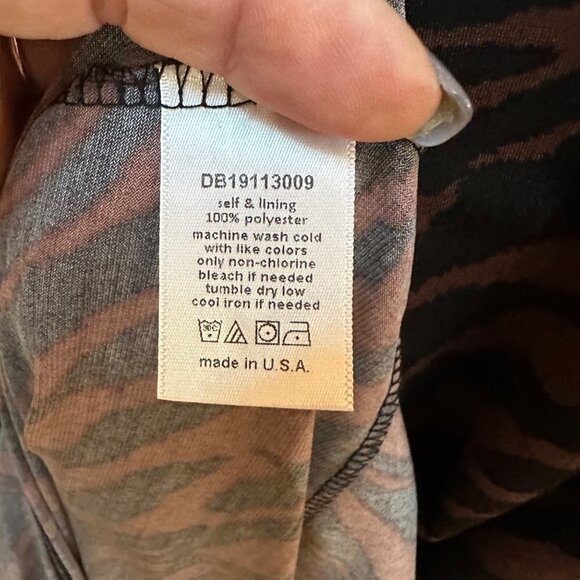 DB19113009
self & lining
100% polyester
machine wash cold
with like colors
only non-chlorine
bleach if needed
tumble dry low
cool iron if needed
made in U.S.A.